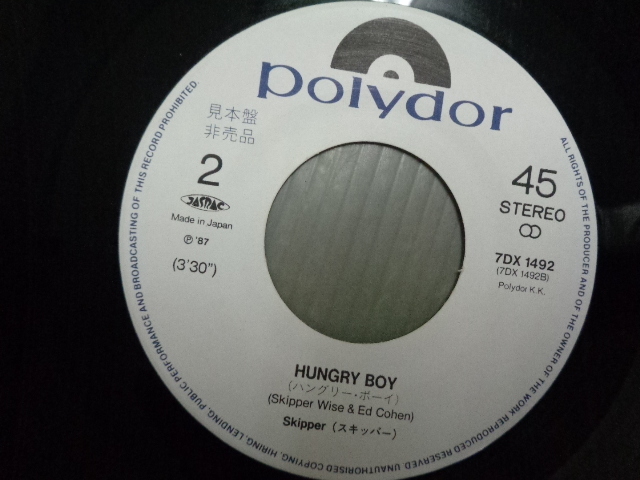 polydor
見本盤
非売品
2
JASRAC
Made in Japan
℗ '87
(3'30")
45
STEREO
7DX 1492
(7DX 1492B)
Polydor K.K.
HUNGRY BOY
(ハングリー・ボーイ)
(Skipper Wise & Ed Cohen)
Skipper (スキッパー)
ALL RIGHTS OF THE PRODUCER AND OF THE OWNER OF THE WORK REPRODUCED RESERVED. UNAUTHORISED COPYING, HIRING, LENDING, PUBLIC PERFORMANCE AND BROADCASTING OF THIS RECORD PROHIBITED.